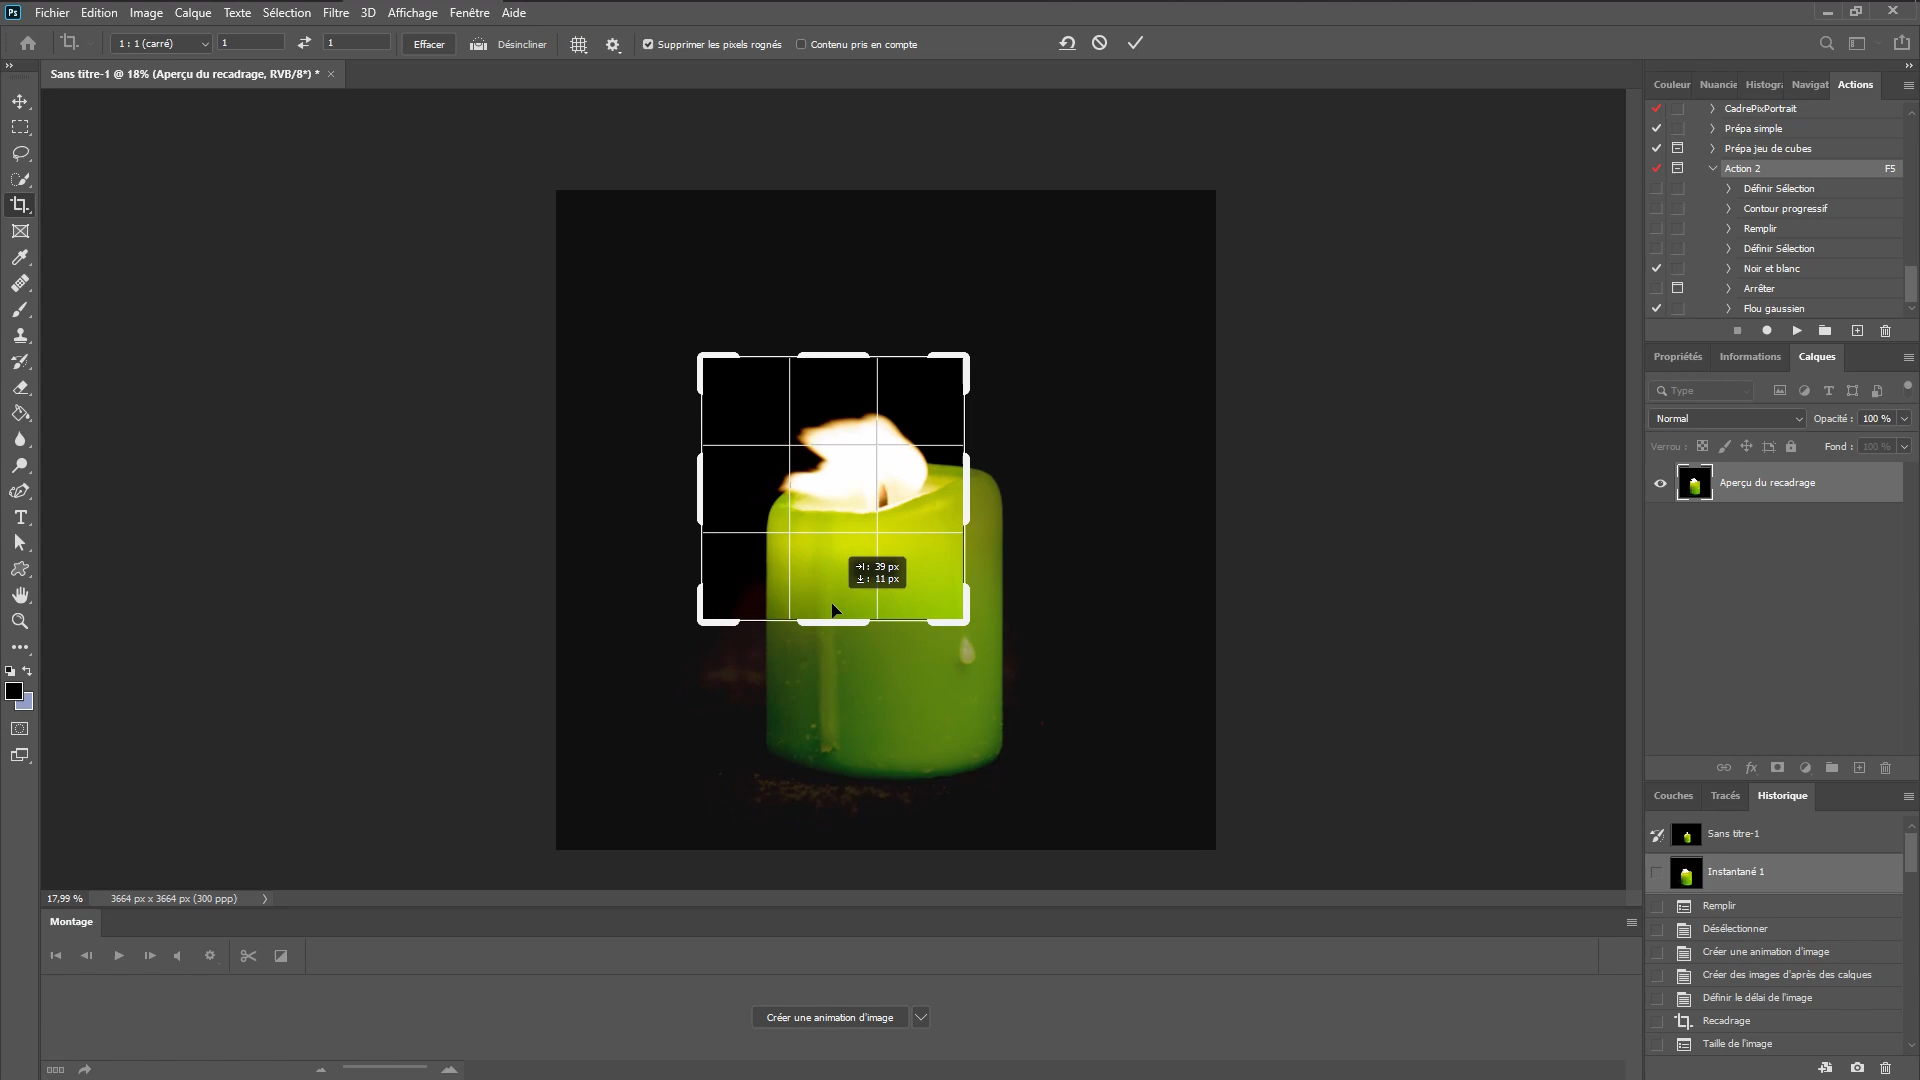 Ps Fichier Edition Image Calque Texte Sélection Filtre 3D Affichage Fenêtre Aide
1 : 1 (carré) 1 1 Effacer Désincliner Supprimer les pixels rognés Contenu pris en compte
Sans titre-1 @ 18% (Aperçu du recadrage, RVB/8*) * ×
Couleur Nuancie Histogra Navigat Actions
CadrePixPortrait
Prépa simple
Prépa jeu de cubes
Action 2 F5
Définir Sélection
Contour progressif
Remplir
Définir Sélection
Noir et blanc
Arrêter
Flou gaussien
Propriétés Informations Calques
Type
Normal Opacité : 100 %
Verrou : Fond : 100 %
Aperçu du recadrage
: 39 px
: 11 px
Couches Tracés Historique
Sans titre-1
Instantané 1
Remplir
Désélectionner
Créer une animation d'image
Créer des images d'après des calques
Définir le délai de l'image
Recadrage
Taille de l'image
17,99 % 3664 px x 3664 px (300 ppp)
Montage
Créer une animation d'image